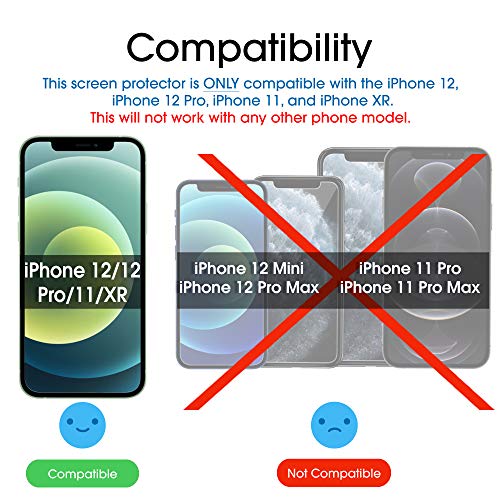 Compatibility
This screen protector is ONLY compatible with the iPhone 12,
iPhone 12 Pro, iPhone 11, and iPhone XR.
This will not work with any other phone model.
iPhone 12/12
Pro/11/XR
iPhone 12 Mini
iPhone 12 Pro Max
iPhone 11 Pro
iPhone 11 Pro Max
Compatible
Not Compatible